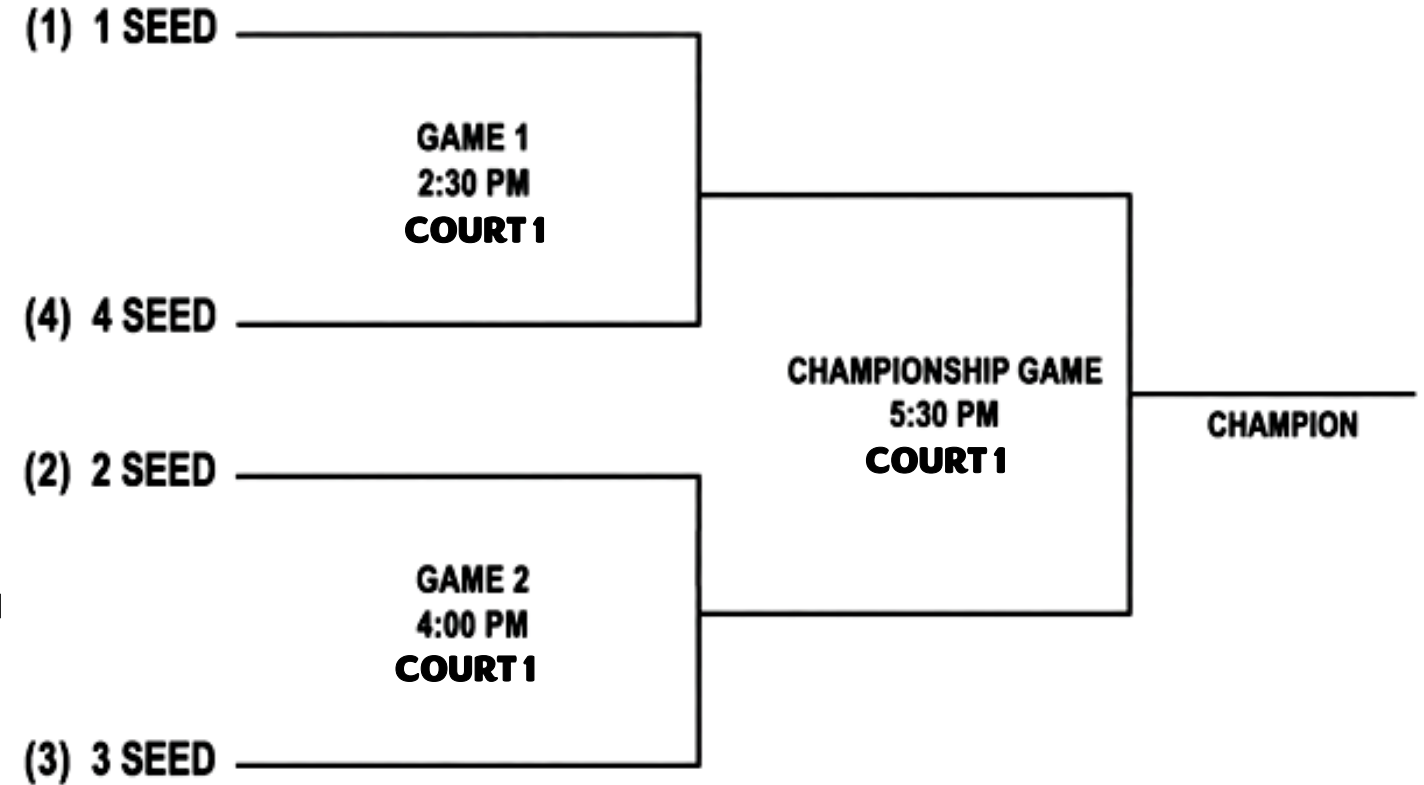 (1) 1 SEED
GAME 1
2:30 PM
COURT 1
(4) 4 SEED
CHAMPIONSHIP GAME
5:30 PM
COURT 1
CHAMPION
(2) 2 SEED
GAME 2
4:00 PM
COURT 1
(3) 3 SEED